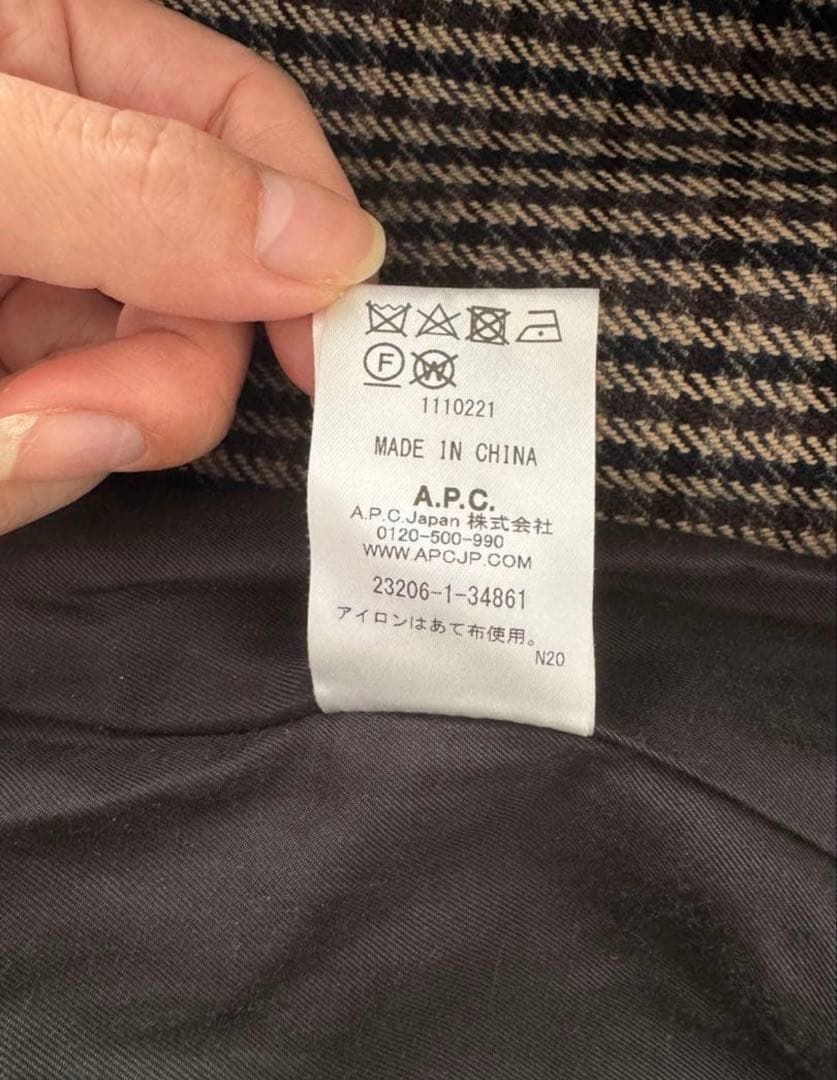 F
W
1110221
MADE IN CHINA
A.P.C.
A.P.C.Japan 株式会社
0120-500-990
WWW.APCJP.COM
23206-1-34861
アイロンはあて布使用。
N20